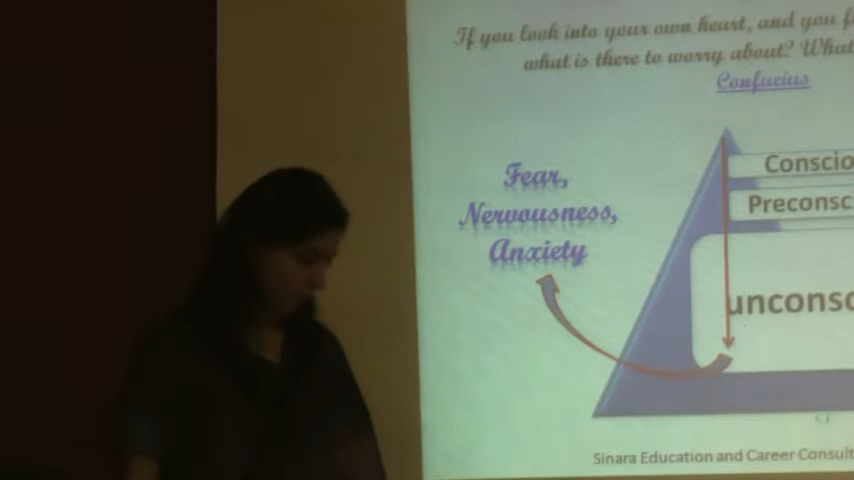 If you look into your own heart, and you f
what is there to worry about? What
Confucius
Fear,
Nervousness,
Anxiety
Conscio
Preconsc
unconsc
Sinara Education and Career Consult